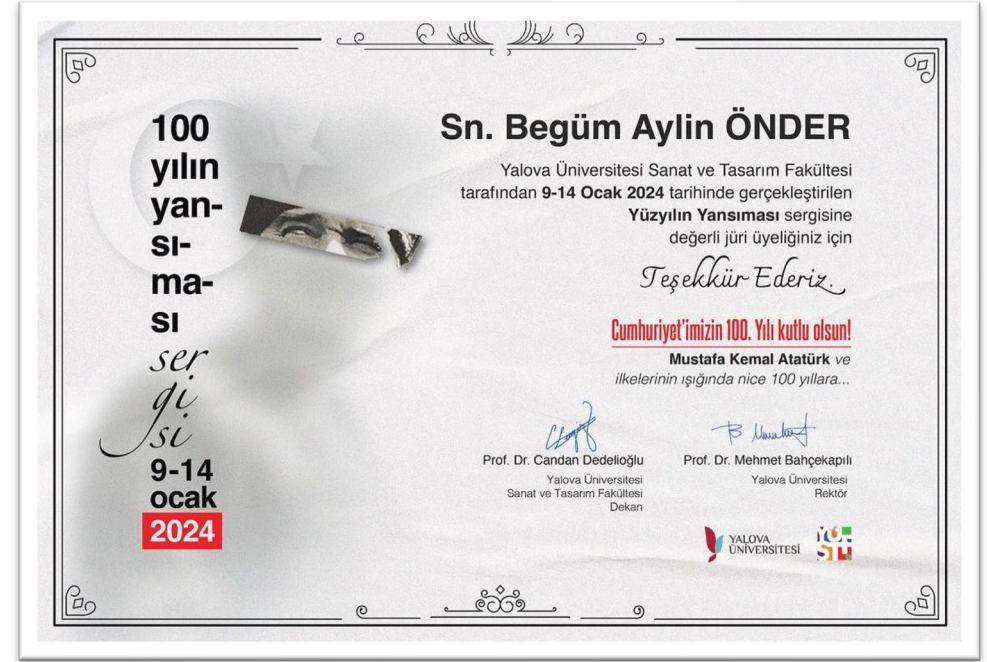 100
yılın
yan-
sı-
ma-
sı
ser
gi
si
9-14
ocak
2024
Sn. Begüm Aylin ÖNDER
Yalova Üniversitesi Sanat ve Tasarım Fakültesi
tarafından 9-14 Ocak 2024 tarihinde gerçekleştirilen
Yüzyılın Yansıması sergisine
değerli jüri üyeliğiniz için
Teşekkür Ederiz.
Cumhuriyet'imizin 100. Yılı kutlu olsun!
Mustafa Kemal Atatürk ve
ilkelerinin ışığında nice 100 yıllara...
Prof. Dr. Candan Dedelioğlu
Yalova Üniversitesi
Sanat ve Tasarım Fakültesi
Dekan
Prof. Dr. Mehmet Bahçekapılı
Yalova Üniversitesi
Rektör
YALOVA
ÜNİVERSİTESİ